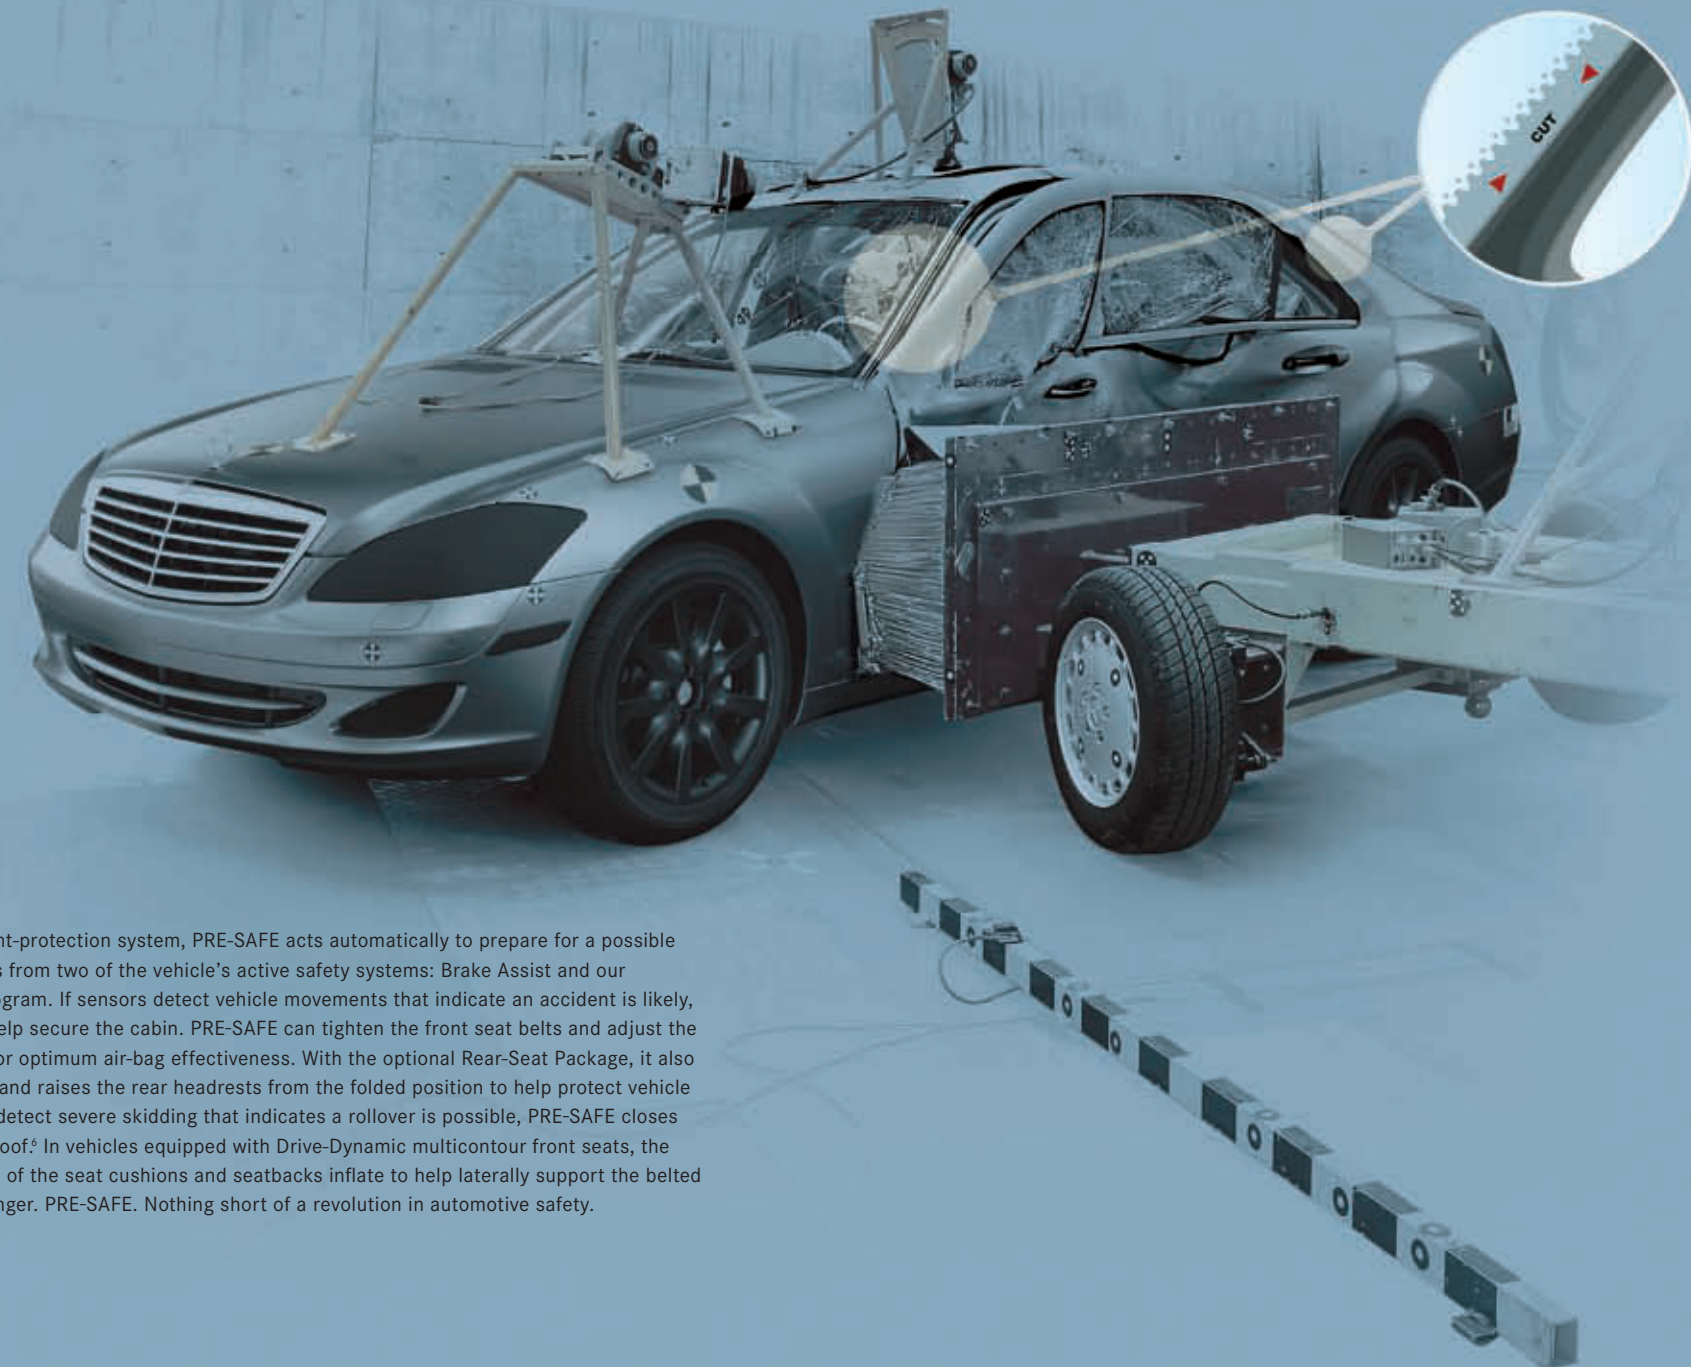 CUT
nt-protection system, PRE-SAFE acts automatically to prepare for a possible
s from two of the vehicle's active safety systems: Brake Assist and our
ogram. If sensors detect vehicle movements that indicate an accident is likely,
elp secure the cabin. PRE-SAFE can tighten the front seat belts and adjust the
or optimum air-bag effectiveness. With the optional Rear-Seat Package, it also
and raises the rear headrests from the folded position to help protect vehicle
detect severe skidding that indicates a rollover is possible, PRE-SAFE closes
oof.⁶ In vehicles equipped with Drive-Dynamic multicontour front seats, the
of the seat cushions and seatbacks inflate to help laterally support the belted
nger. PRE-SAFE. Nothing short of a revolution in automotive safety.